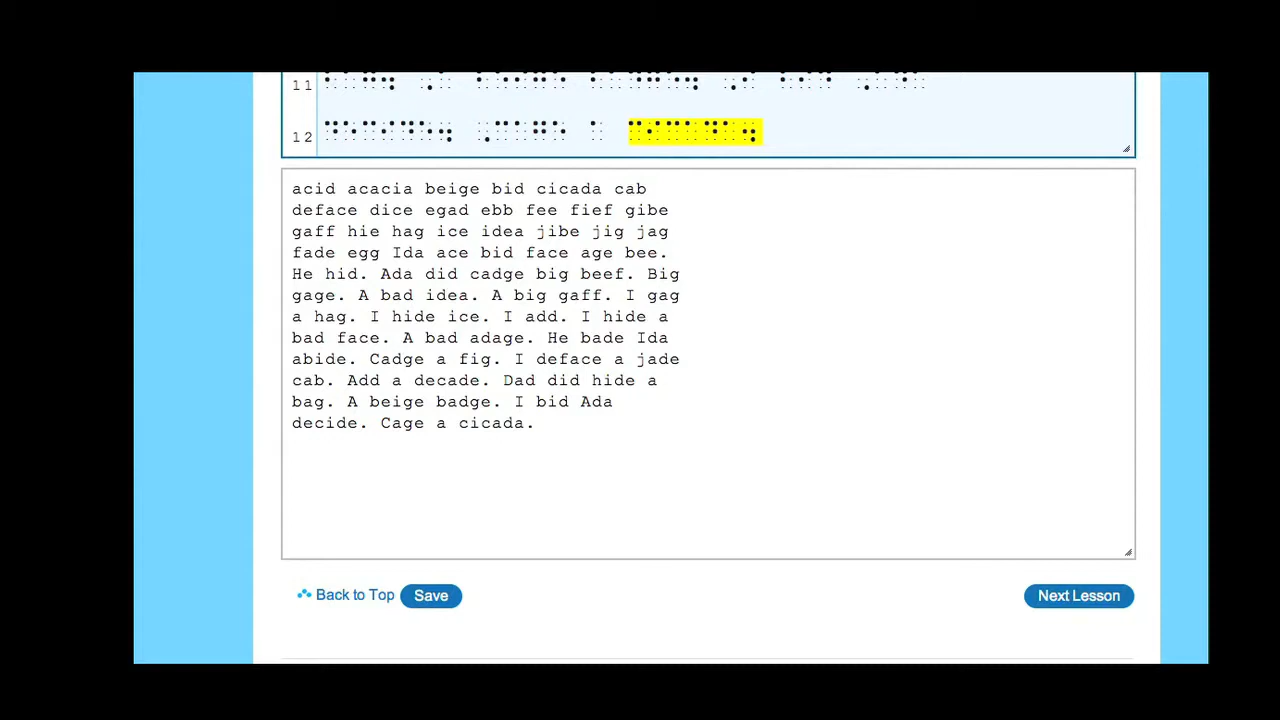 11
12 ⠙⠑⠉⠊⠙⠑⠲ ⠠⠉⠁⠛⠑ ⠁ ⠉⠊⠉⠁⠙⠁⠲
acid acacia beige bid cicada cab
deface dice egad ebb fee fief gibe
gaff hie hag ice idea jibe jig jag
fade egg Ida ace bid face age bee.
He hid. Ada did cadge big beef. Big
gage. A bad idea. A big gaff. I gag
a hag. I hide ice. I add. I hide a
bad face. A bad adage. He bade Ida
abide. Cadge a fig. I deface a jade
cab. Add a decade. Dad did hide a
bag. A beige badge. I bid Ada
decide. Cage a cicada.
Back to Top Save Next Lesson